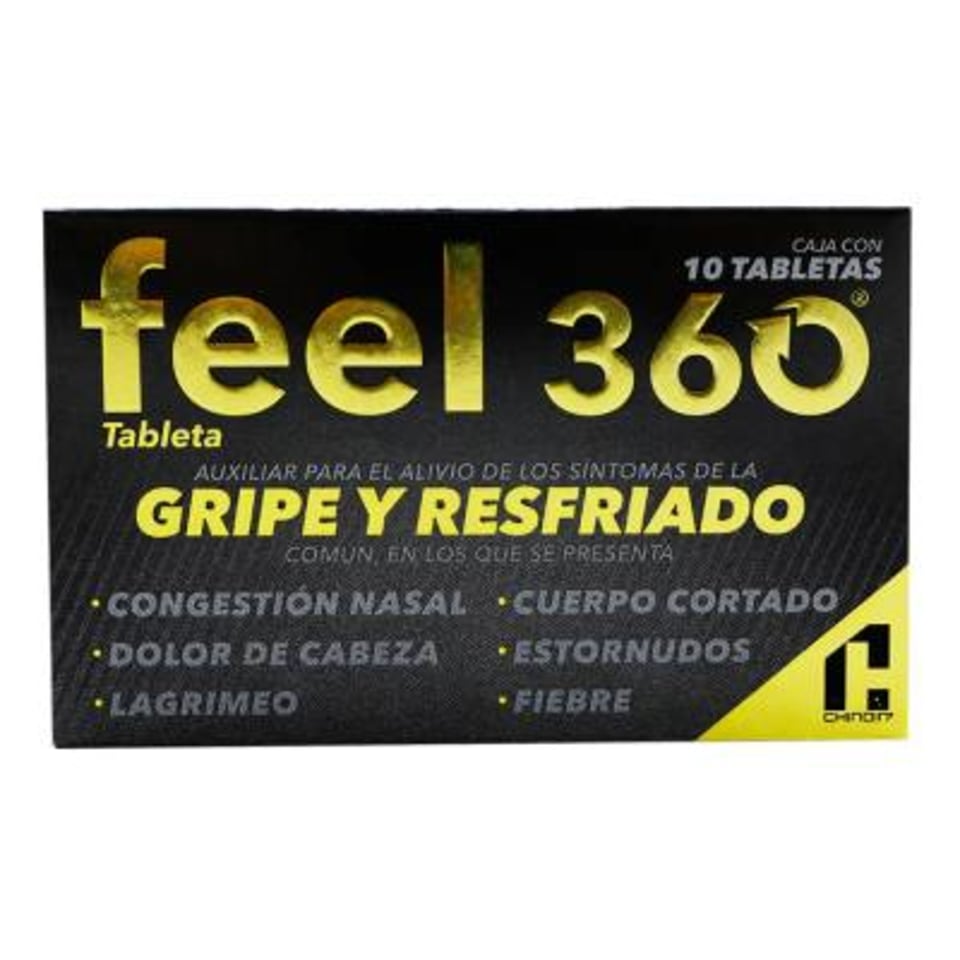 CAJA CON
10 TABLETAS
feel 360®
Tableta
AUXILIAR PARA EL ALIVIO DE LOS SÍNTOMAS DE LA
GRIPE Y RESFRIADO
COMÚN, EN LOS QUE SE PRESENTA
• CONGESTIÓN NASAL
• CUERPO CORTADO
• DOLOR DE CABEZA
• ESTORNUDOS
• LAGRIMEO
• FIEBRE
CHINOIN